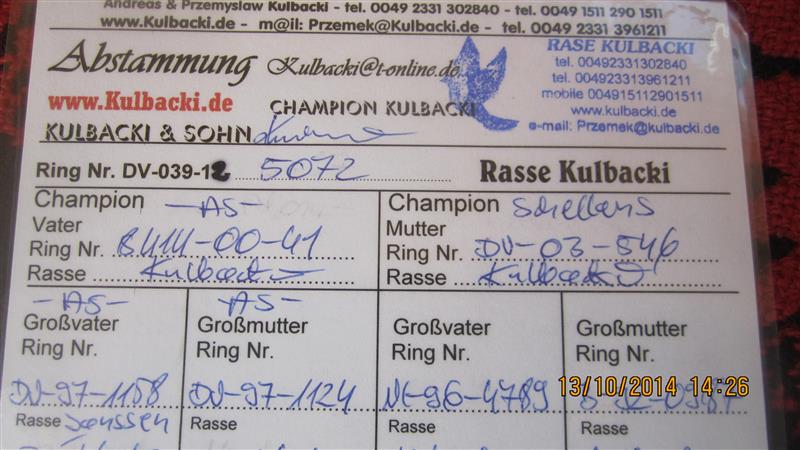 Andreas & Przemyslaw Kulbacki - tel. 0049 2331 302840 - tel. 0049 1511 290 1511
www.Kulbacki.de - m@il: Przemek@Kulbacki.de - tel. 0049 2331 3961211
Abstammung Kulbacki@t-online.de
www.Kulbacki.de CHAMPION KULBACKI
KULBACKI & SOHN
RASE KULBACKI
tel. 00492331302840
tel. 004923313961211
mobile 004915112901511
www.kulbacki.de
e-mail: Przemek@kulbacki.de
Ring Nr. DV-039-12 5072 Rasse Kulbacki
Champion -AS-
Vater
Ring Nr. 8414-00-41
Rasse Kulbacki
Champion Schellens
Mutter
Ring Nr. DV-03-546
Rasse Kulbacki
-AS-
Großvater
Ring Nr.
DV-97-1158
Rasse Janssen
-AS-
Großmutter
Ring Nr.
DV-97-1124
Rasse
Großvater
Ring Nr.
NL-96-4789
Rasse
Großmutter
Ring Nr.
Rasse
13/10/2014 14:26